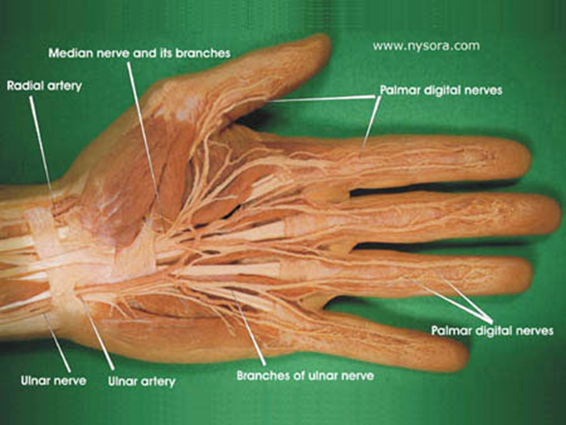 www.nysora.com
Median nerve and its branches
Radial artery
Palmar digital nerves
Palmar digital nerves
Ulnar nerve
Ulnar artery
Branches of ulnar nerve